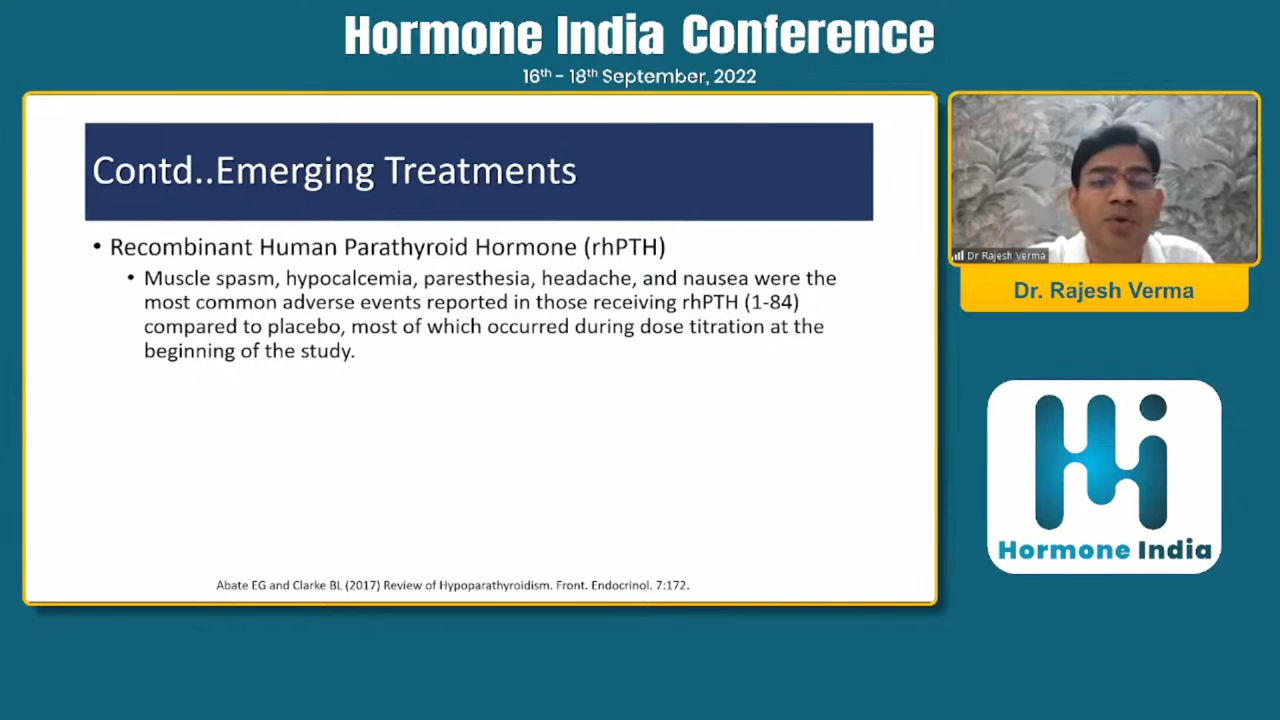 Hormone India Conference
16th - 18th September, 2022
Contd..Emerging Treatments
• Recombinant Human Parathyroid Hormone (rhPTH)
• Muscle spasm, hypocalcemia, paresthesia, headache, and nausea were the
most common adverse events reported in those receiving rhPTH (1-84)
compared to placebo, most of which occurred during dose titration at the
beginning of the study.
Abate EG and Clarke BL (2017) Review of Hypoparathyroidism. Front. Endocrinol. 7:172.
Dr Rajesh Verma
Dr. Rajesh Verma
Hi
Hormone India